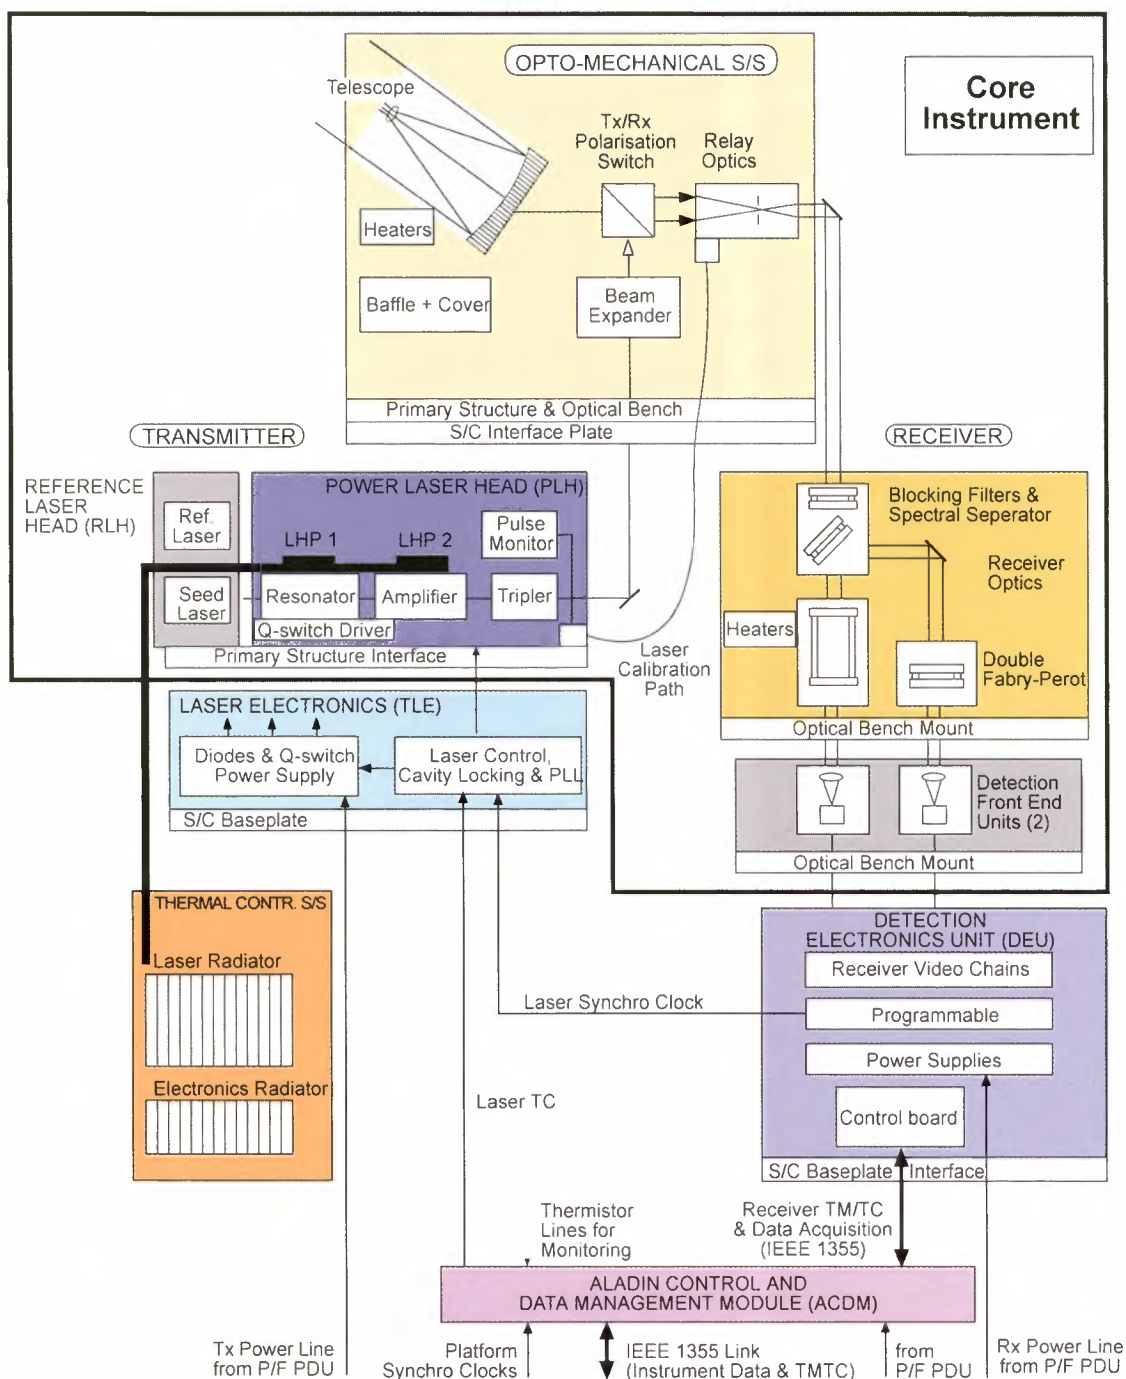 OPTO-MECHANICAL S/S
Core
Instrument
Telescope
Tx/Rx
Polarisation
Switch
Relay
Optics
Heaters
Baffle + Cover
Beam
Expander
Primary Structure & Optical Bench
S/C Interface Plate
TRANSMITTER
RECEIVER
REFERENCE
LASER
HEAD (RLH)
POWER LASER HEAD (PLH)
Ref.
Laser
LHP 1
LHP 2
Pulse
Monitor
Seed
Laser
Resonator
Amplifier
Tripler
Q-switch Driver
Primary Structure Interface
Laser
Calibration
Path
Blocking Filters &
Spectral Seperator
Receiver
Optics
Heaters
Double
Fabry-Perot
Optical Bench Mount
LASER ELECTRONICS (TLE)
Diodes & Q-switch
Power Supply
Laser Control,
Cavity Locking & PLL
S/C Baseplate
Detection
Front End
Units (2)
Optical Bench Mount
THERMAL CONTR. S/S
Laser Radiator
Electronics Radiator
DETECTION
ELECTRONICS UNIT (DEU)
Receiver Video Chains
Programmable
Power Supplies
Control board
S/C Baseplate Interface
Laser Synchro Clock
Laser TC
Thermistor
Lines for
Monitoring
Receiver TM/TC
& Data Acquisition
(IEEE 1355)
ALADIN CONTROL AND
DATA MANAGEMENT MODULE (ACDM)
Tx Power Line
from P/F PDU
Platform
Synchro Clocks
IEEE 1355 Link
(Instrument Data & TMTC)
from
P/F PDU
Rx Power Line
from P/F PDU